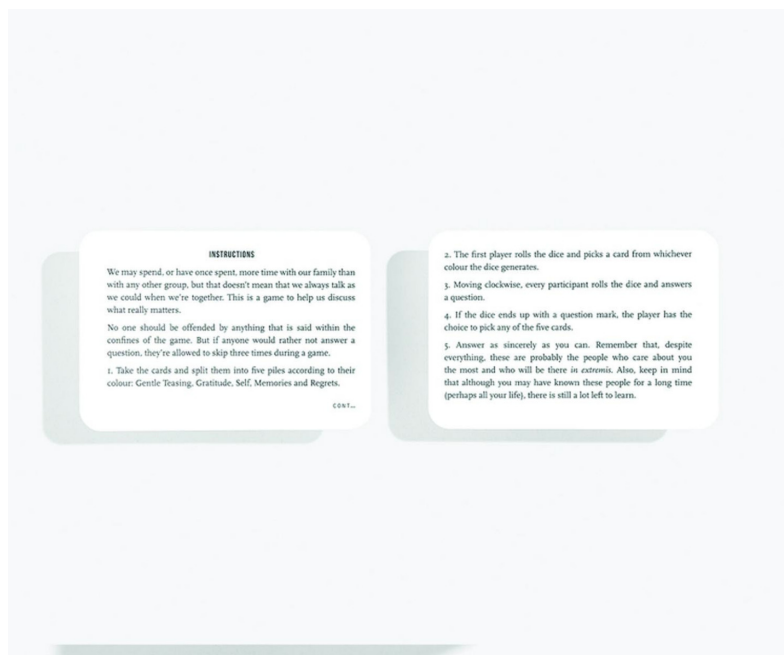 INSTRUCTIONS
We may spend, or have once spent, more time with our family than
with any other group, but that doesn't mean that we always talk as
we could when we're together. This is a game to help us discuss
what really matters.
No one should be offended by anything that is said within the
confines of the game. But if anyone would rather not answer a
question, they're allowed to skip three times during a game.
1. Take the cards and split them into five piles according to their
colour: Gentle Teasing, Gratitude, Self, Memories and Regrets.
CONT...
2. The first player rolls the dice and picks a card from whichever
colour the dice generates.
3. Moving clockwise, every participant rolls the dice and answers
a question.
4. If the dice ends up with a question mark, the player has the
choice to pick any of the five cards.
5. Answer as sincerely as you can. Remember that, despite
everything, these are probably the people who care about you
the most and who will be there in extremis. Also, keep in mind
that although you may have known these people for a long time
(perhaps all your life), there is still a lot left to learn.